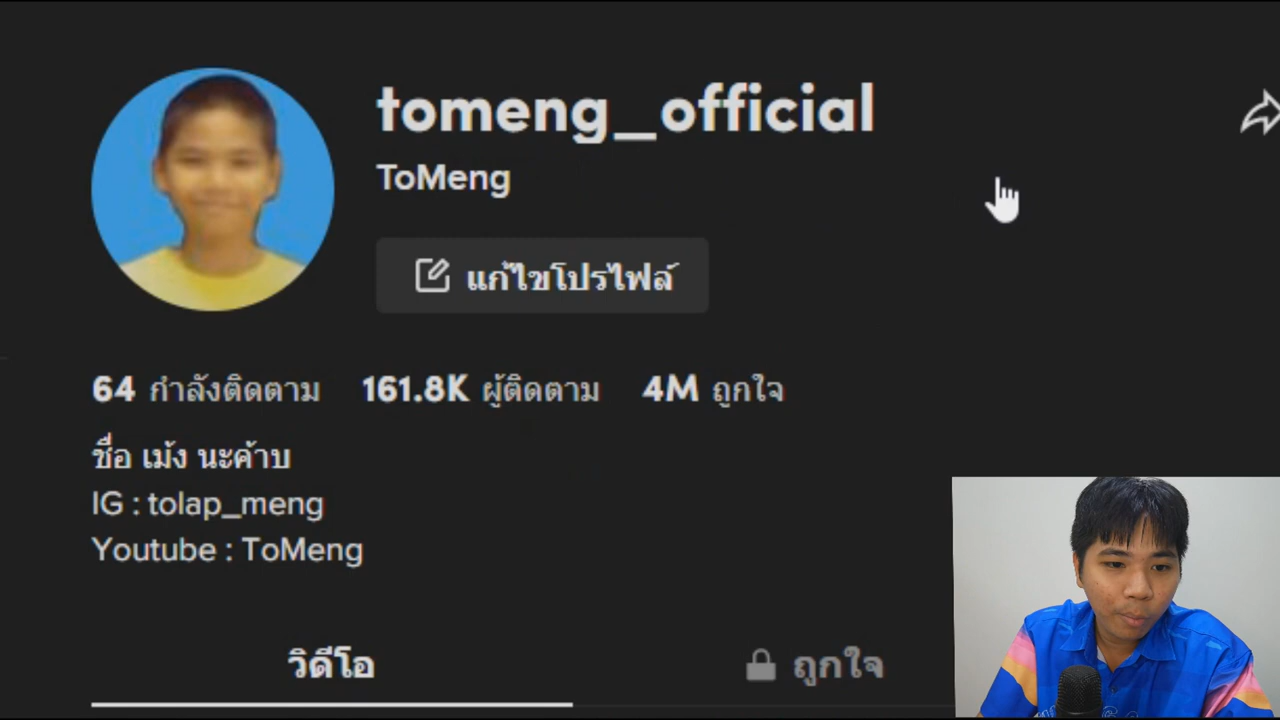 tomeng_official
ToMeng
แก้ไขโปรไฟล์
64 กำลังติดตาม 161.8K ผู้ติดตาม 4M ถูกใจ
ชื่อ เม้ง นะค้าบ
IG : tolap_meng
Youtube : ToMeng
วิดีโอ ถูกใจ